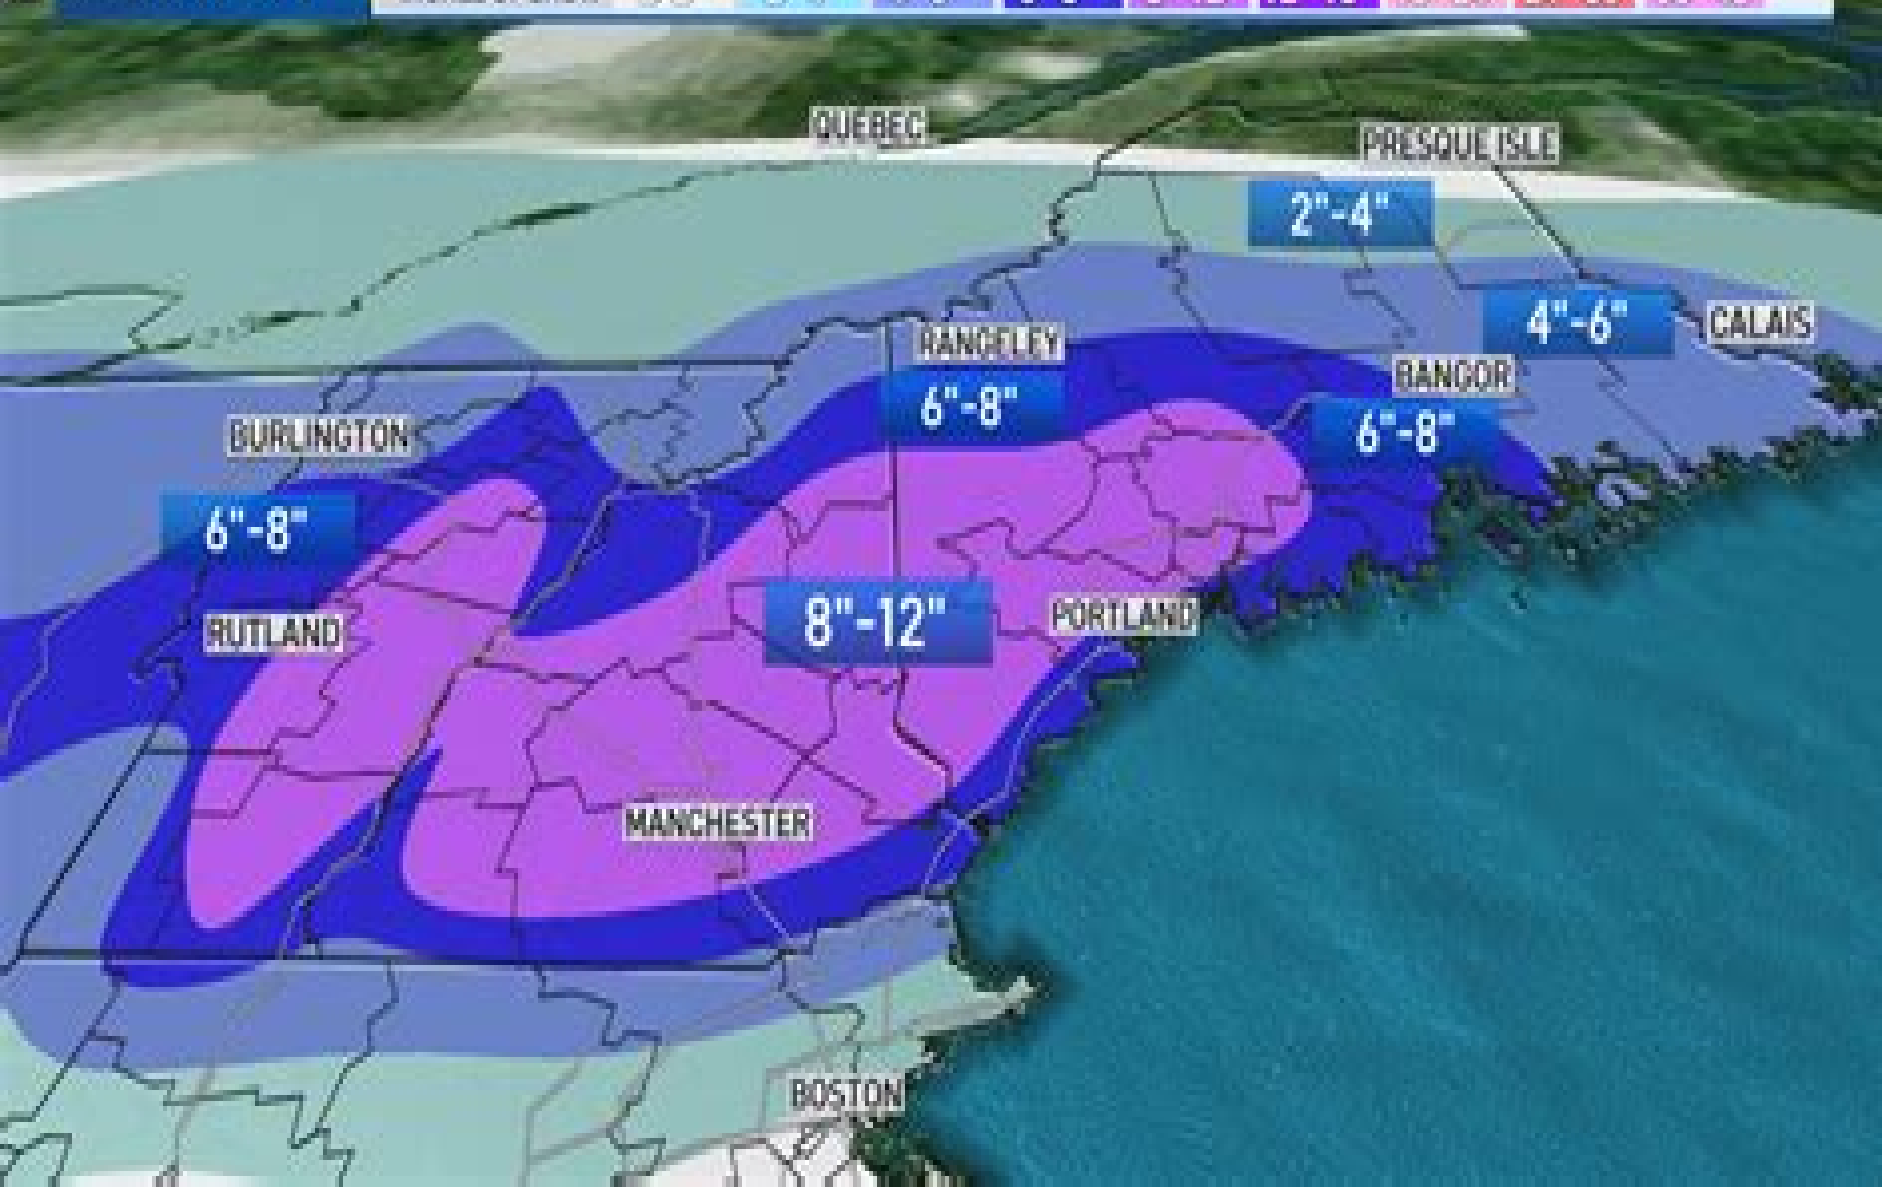 QUEBEC
PRESQUE ISLE
2"-4"
4"-6"
CALAIS
RANGELEY
BANGOR
6"-8"
6"-8"
BURLINGTON
6"-8"
8"-12"
PORTLAND
RUTLAND
MANCHESTER
BOSTON